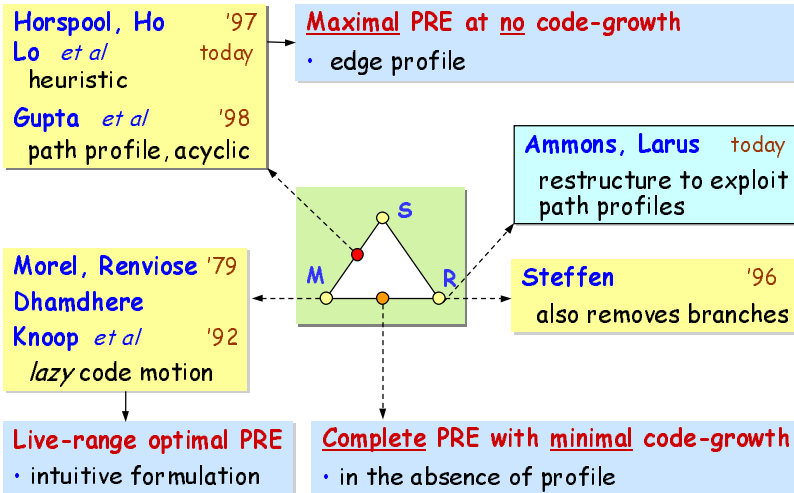 Horspool, Ho '97
Lo et al today
heuristic
Gupta et al '98
path profile, acyclic
Maximal PRE at no code-growth
• edge profile
Ammons, Larus today
restructure to exploit
path profiles
S
M
R
Morel, Renviose '79
Dhamdhere
Knoop et al '92
lazy code motion
Steffen '96
also removes branches
Live-range optimal PRE
• intuitive formulation
Complete PRE with minimal code-growth
• in the absence of profile